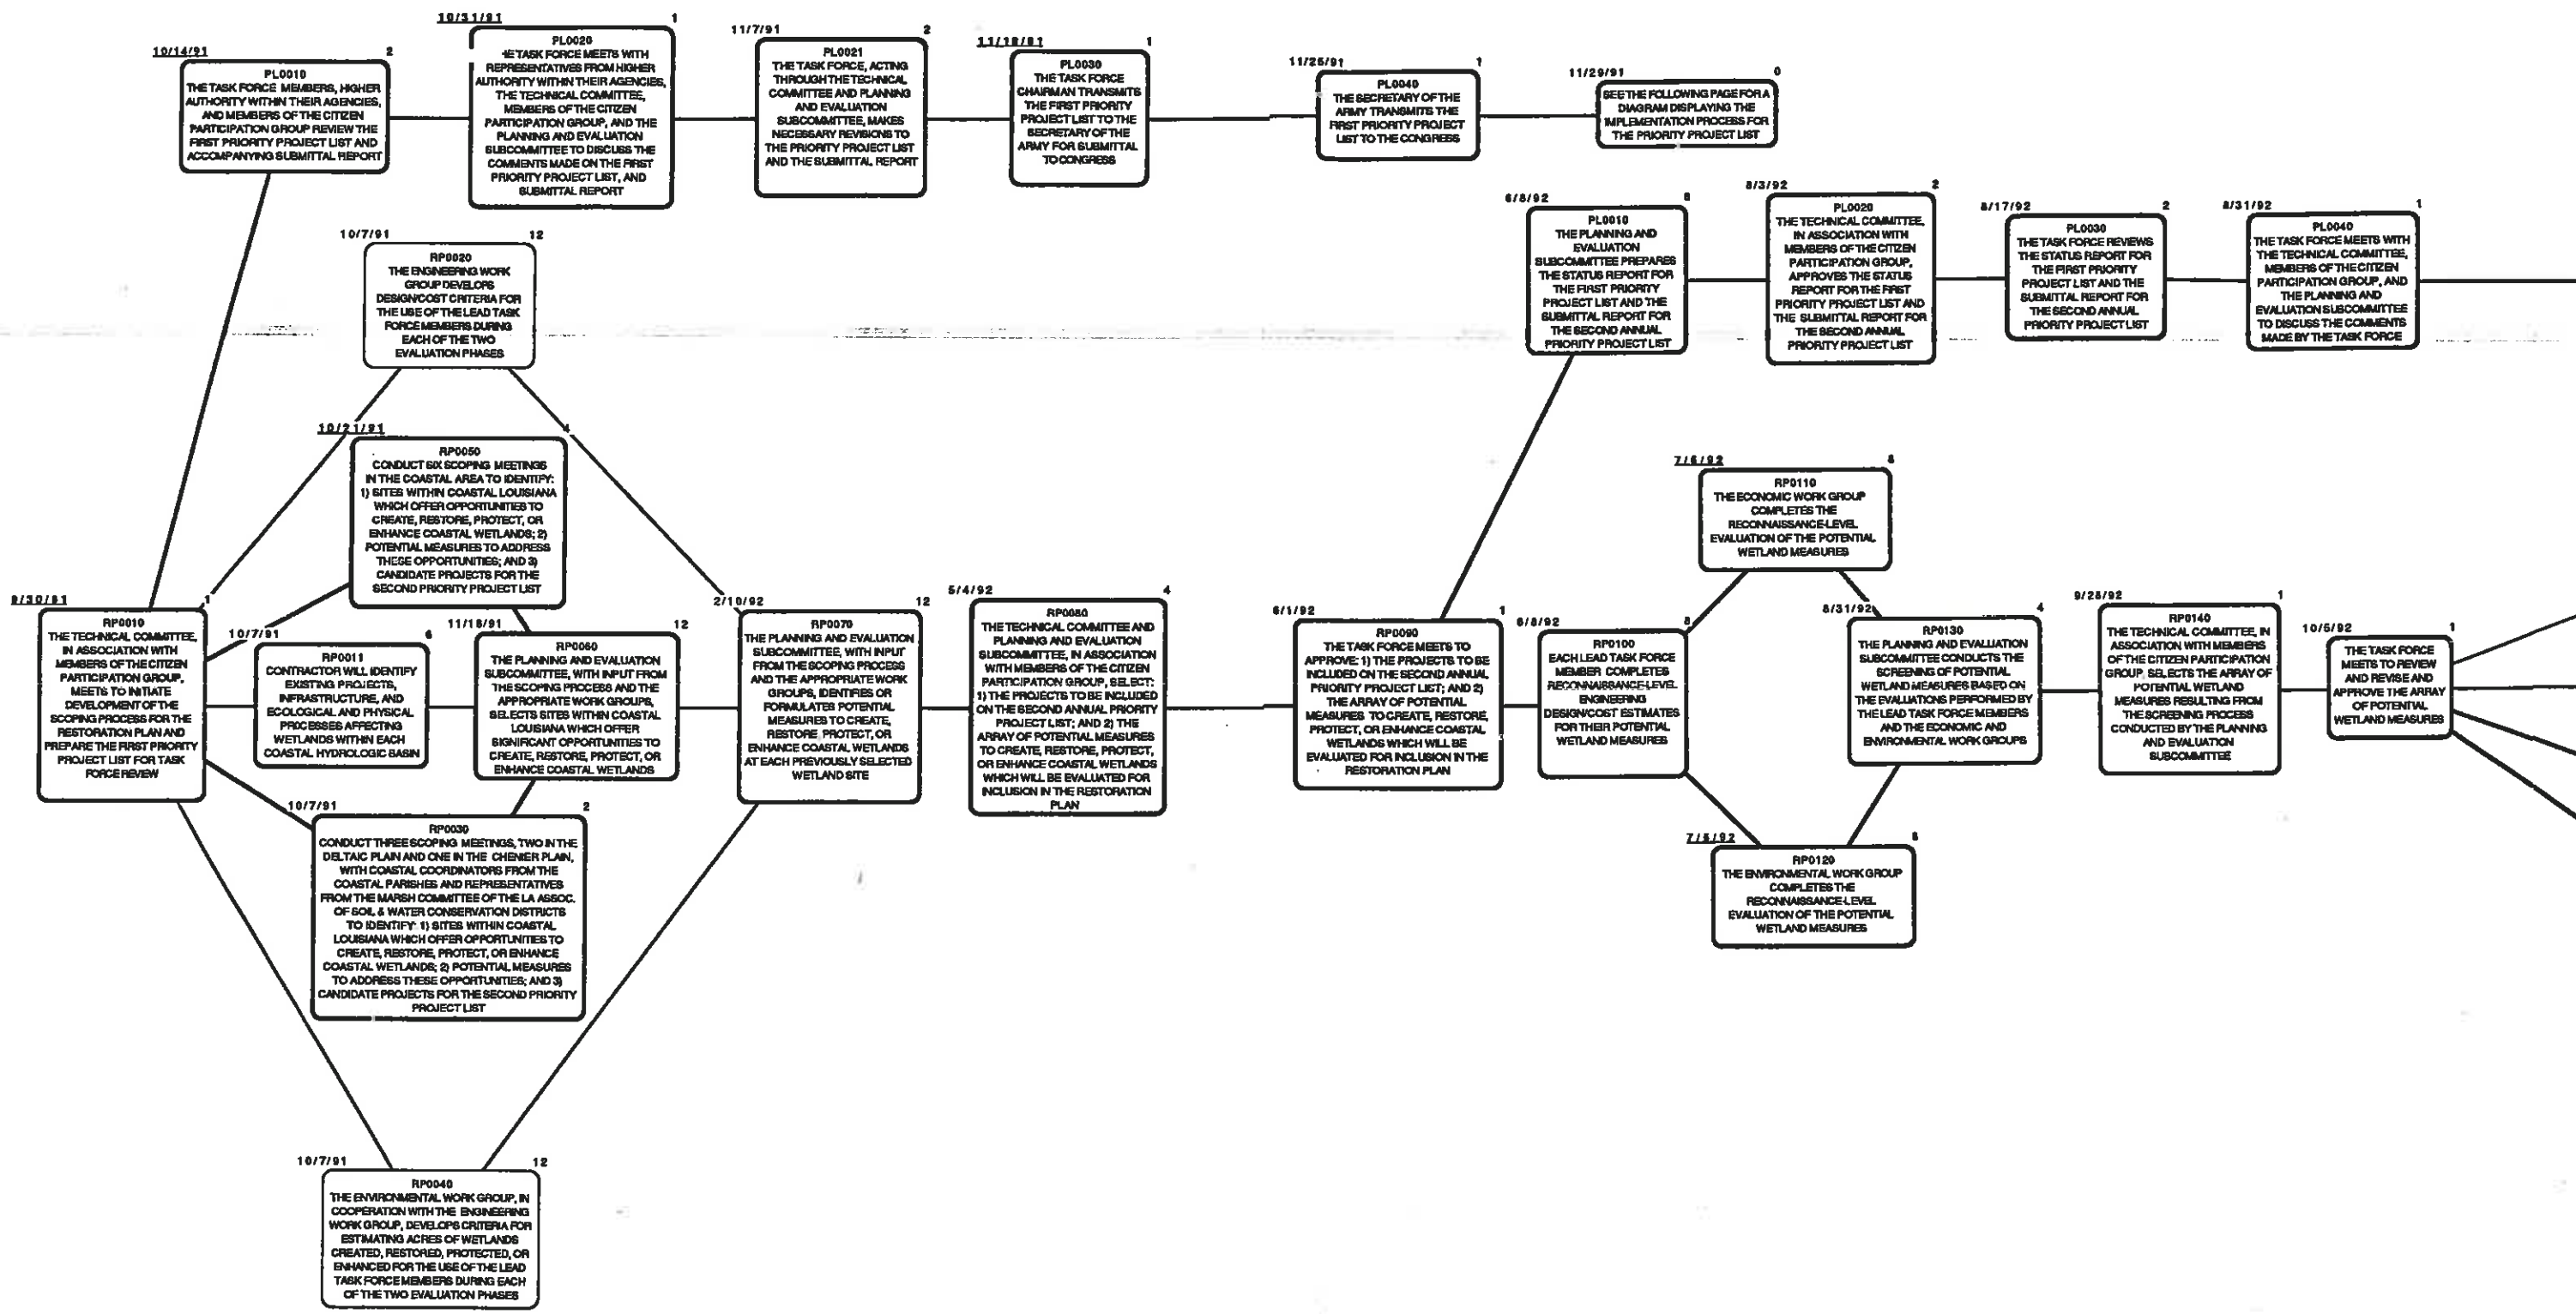 10/14/91 2
PL0010
THE TASK FORCE MEMBERS, HIGHER
AUTHORITY WITHIN THEIR AGENCIES,
AND MEMBERS OF THE CITIZEN
PARTICIPATION GROUP REVIEW THE
FIRST PRIORITY PROJECT LIST AND
ACCOMPANYING SUBMITTAL REPORT
10/31/91 1
PL0020
TASK FORCE MEETS WITH
REPRESENTATIVES FROM HIGHER
AUTHORITY WITHIN THEIR AGENCIES,
THE TECHNICAL COMMITTEE,
MEMBERS OF THE CITIZEN
PARTICIPATION GROUP, AND THE
PLANNING AND EVALUATION
SUBCOMMITTEE TO DISCUSS THE
COMMENTS MADE ON THE FIRST
PRIORITY PROJECT LIST, AND
SUBMITTAL REPORT
11/7/91 2
PL0021
THE TASK FORCE, ACTING
THROUGH THE TECHNICAL
COMMITTEE AND PLANNING
AND EVALUATION
SUBCOMMITTEE, MAKES
NECESSARY REVISIONS TO
THE PRIORITY PROJECT LIST
AND THE SUBMITTAL REPORT
11/18/91 1
PL0030
THE TASK FORCE
CHAIRMAN TRANSMITS
THE FIRST PRIORITY
PROJECT LIST TO THE
SECRETARY OF THE
ARMY FOR SUBMITTAL
TO CONGRESS
11/25/91 1
PL0040
THE SECRETARY OF THE
ARMY TRANSMITS THE
FIRST PRIORITY PROJECT
LIST TO THE CONGRESS
11/29/91 0
SEE THE FOLLOWING PAGE FOR A
DIAGRAM DISPLAYING THE
IMPLEMENTATION PROCESS FOR
THE PRIORITY PROJECT LIST
6/8/92 8
PL0010
THE PLANNING AND
EVALUATION
SUBCOMMITTEE PREPARES
THE STATUS REPORT FOR
THE FIRST PRIORITY
PROJECT LIST AND THE
SUBMITTAL REPORT FOR
THE SECOND ANNUAL
PRIORITY PROJECT LIST
8/3/92 2
PL0020
THE TECHNICAL COMMITTEE,
IN ASSOCIATION WITH
MEMBERS OF THE CITIZEN
PARTICIPATION GROUP,
APPROVES THE STATUS
REPORT FOR THE FIRST
PRIORITY PROJECT LIST AND
THE SUBMITTAL REPORT FOR
THE SECOND ANNUAL
PRIORITY PROJECT LIST
8/17/92 2
PL0030
THE TASK FORCE REVIEWS
THE STATUS REPORT FOR
THE FIRST PRIORITY
PROJECT LIST AND THE
SUBMITTAL REPORT FOR
THE SECOND ANNUAL
PRIORITY PROJECT LIST
8/31/92 1
PL0040
THE TASK FORCE MEETS WITH
THE TECHNICAL COMMITTEE,
MEMBERS OF THE CITIZEN
PARTICIPATION GROUP, AND
THE PLANNING AND
EVALUATION SUBCOMMITTEE
TO DISCUSS THE COMMENTS
MADE BY THE TASK FORCE
10/7/91 12
RP0020
THE ENGINEERING WORK
GROUP DEVELOPS
DESIGN/COST CRITERIA FOR
THE USE OF THE LEAD TASK
FORCE MEMBERS DURING
EACH OF THE TWO
EVALUATION PHASES
10/21/91 4
RP0050
CONDUCT SIX SCOPING MEETINGS
IN THE COASTAL AREA TO IDENTIFY:
1) SITES WITHIN COASTAL LOUISIANA
WHICH OFFER OPPORTUNITIES TO
CREATE, RESTORE, PROTECT, OR
ENHANCE COASTAL WETLANDS; 2)
POTENTIAL MEASURES TO ADDRESS
THESE OPPORTUNITIES; AND 3)
CANDIDATE PROJECTS FOR THE
SECOND PRIORITY PROJECT LIST
9/30/91 1
RP0010
THE TECHNICAL COMMITTEE,
IN ASSOCIATION WITH
MEMBERS OF THE CITIZEN
PARTICIPATION GROUP,
MEETS TO INITIATE
DEVELOPMENT OF THE
SCOPING PROCESS FOR THE
RESTORATION PLAN AND
PREPARE THE FIRST PRIORITY
PROJECT LIST FOR TASK
FORCE REVIEW
10/7/91 6
RP0011
CONTRACTOR WILL IDENTIFY
EXISTING PROJECTS,
INFRASTRUCTURE, AND
ECOLOGICAL AND PHYSICAL
PROCESSES AFFECTING
WETLANDS WITHIN EACH
COASTAL HYDROLOGIC BASIN
11/18/91 12
RP0060
THE PLANNING AND EVALUATION
SUBCOMMITTEE, WITH INPUT FROM
THE SCOPING PROCESS AND THE
APPROPRIATE WORK GROUPS,
SELECTS SITES WITHIN COASTAL
LOUISIANA WHICH OFFER
SIGNIFICANT OPPORTUNITIES TO
CREATE, RESTORE, PROTECT, OR
ENHANCE COASTAL WETLANDS
10/7/91 2
RP0030
CONDUCT THREE SCOPING MEETINGS, TWO IN THE
DELTAIC PLAIN AND ONE IN THE CHENIER PLAIN,
WITH COASTAL COORDINATORS FROM THE
COASTAL PARISHES AND REPRESENTATIVES
FROM THE MARSH COMMITTEE OF THE LA ASSOC.
OF SOIL & WATER CONSERVATION DISTRICTS
TO IDENTIFY: 1) SITES WITHIN COASTAL
LOUISIANA WHICH OFFER OPPORTUNITIES TO
CREATE, RESTORE, PROTECT, OR ENHANCE
COASTAL WETLANDS; 2) POTENTIAL MEASURES
TO ADDRESS THESE OPPORTUNITIES; AND 3)
CANDIDATE PROJECTS FOR THE SECOND PRIORITY
PROJECT LIST
10/7/91 12
RP0040
THE ENVIRONMENTAL WORK GROUP, IN
COOPERATION WITH THE ENGINEERING
WORK GROUP, DEVELOPS CRITERIA FOR
ESTIMATING ACRES OF WETLANDS
CREATED, RESTORED, PROTECTED, OR
ENHANCED FOR THE USE OF THE LEAD
TASK FORCE MEMBERS DURING EACH
OF THE TWO EVALUATION PHASES
2/10/92 12
RP0070
THE PLANNING AND EVALUATION
SUBCOMMITTEE, WITH INPUT
FROM THE SCOPING PROCESS
AND THE APPROPRIATE WORK
GROUPS, IDENTIFIES OR
FORMULATES POTENTIAL
MEASURES TO CREATE,
RESTORE, PROTECT, OR
ENHANCE COASTAL WETLANDS
AT EACH PREVIOUSLY SELECTED
WETLAND SITE
5/4/92 4
RP0080
THE TECHNICAL COMMITTEE AND
PLANNING AND EVALUATION
SUBCOMMITTEE, IN ASSOCIATION
WITH MEMBERS OF THE CITIZEN
PARTICIPATION GROUP, SELECT:
1) THE PROJECTS TO BE INCLUDED
ON THE SECOND ANNUAL PRIORITY
PROJECT LIST; AND 2) THE
ARRAY OF POTENTIAL MEASURES
TO CREATE, RESTORE, PROTECT,
OR ENHANCE COASTAL WETLANDS
WHICH WILL BE EVALUATED FOR
INCLUSION IN THE RESTORATION
PLAN
6/1/92 1
RP0090
THE TASK FORCE MEETS TO
APPROVE: 1) THE PROJECTS TO BE
INCLUDED ON THE SECOND ANNUAL
PRIORITY PROJECT LIST; AND 2)
THE ARRAY OF POTENTIAL
MEASURES TO CREATE, RESTORE,
PROTECT, OR ENHANCE COASTAL
WETLANDS WHICH WILL BE
EVALUATED FOR INCLUSION IN THE
RESTORATION PLAN
6/8/92 8
RP0100
EACH LEAD TASK FORCE
MEMBER COMPLETES
RECONNAISSANCE-LEVEL
ENGINEERING
DESIGN/COST ESTIMATES
FOR THEIR POTENTIAL
WETLAND MEASURES
7/6/92 8
RP0110
THE ECONOMIC WORK GROUP
COMPLETES THE
RECONNAISSANCE-LEVEL
EVALUATION OF THE POTENTIAL
WETLAND MEASURES
7/6/92 8
RP0120
THE ENVIRONMENTAL WORK GROUP
COMPLETES THE
RECONNAISSANCE-LEVEL
EVALUATION OF THE POTENTIAL
WETLAND MEASURES
8/31/92 4
RP0130
THE PLANNING AND EVALUATION
SUBCOMMITTEE CONDUCTS THE
SCREENING OF POTENTIAL
WETLAND MEASURES BASED ON
THE EVALUATIONS PERFORMED BY
THE LEAD TASK FORCE MEMBERS
AND THE ECONOMIC AND
ENVIRONMENTAL WORK GROUPS
9/28/92 1
RP0140
THE TECHNICAL COMMITTEE, IN
ASSOCIATION WITH MEMBERS
OF THE CITIZEN PARTICIPATION
GROUP, SELECTS THE ARRAY OF
POTENTIAL WETLAND
MEASURES RESULTING FROM
THE SCREENING PROCESS
CONDUCTED BY THE PLANNING
AND EVALUATION
SUBCOMMITTEE
10/5/92 1
THE TASK FORCE
MEETS TO REVIEW
AND REVISE AND
APPROVE THE ARRAY
OF POTENTIAL
WETLAND MEASURES